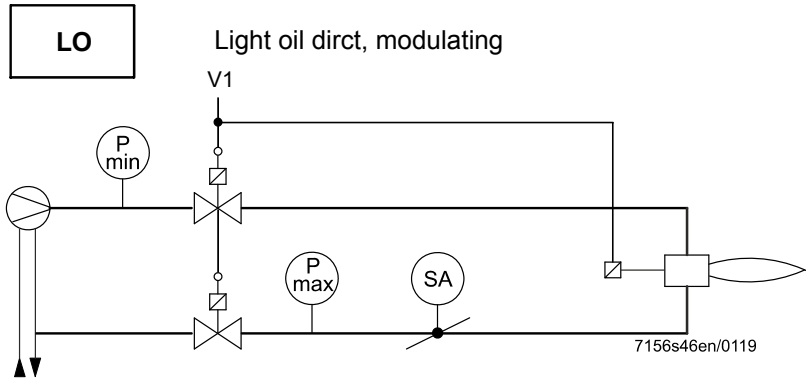 LO
Light oil dirct, modulating
V1
P
min
P
max
SA
7156s46en/0119